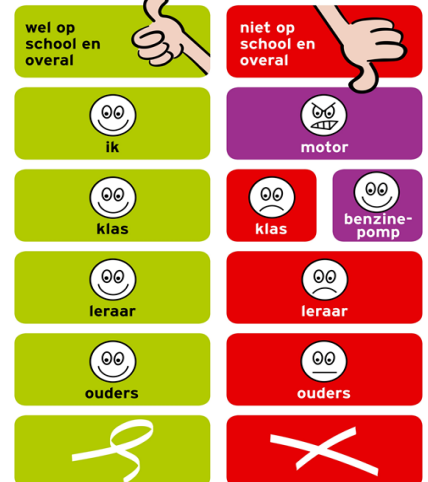 wel op
school en
overal
niet op
school en
overal
ik
motor
klas
klas
benzine-
pomp
leraar
leraar
ouders
ouders